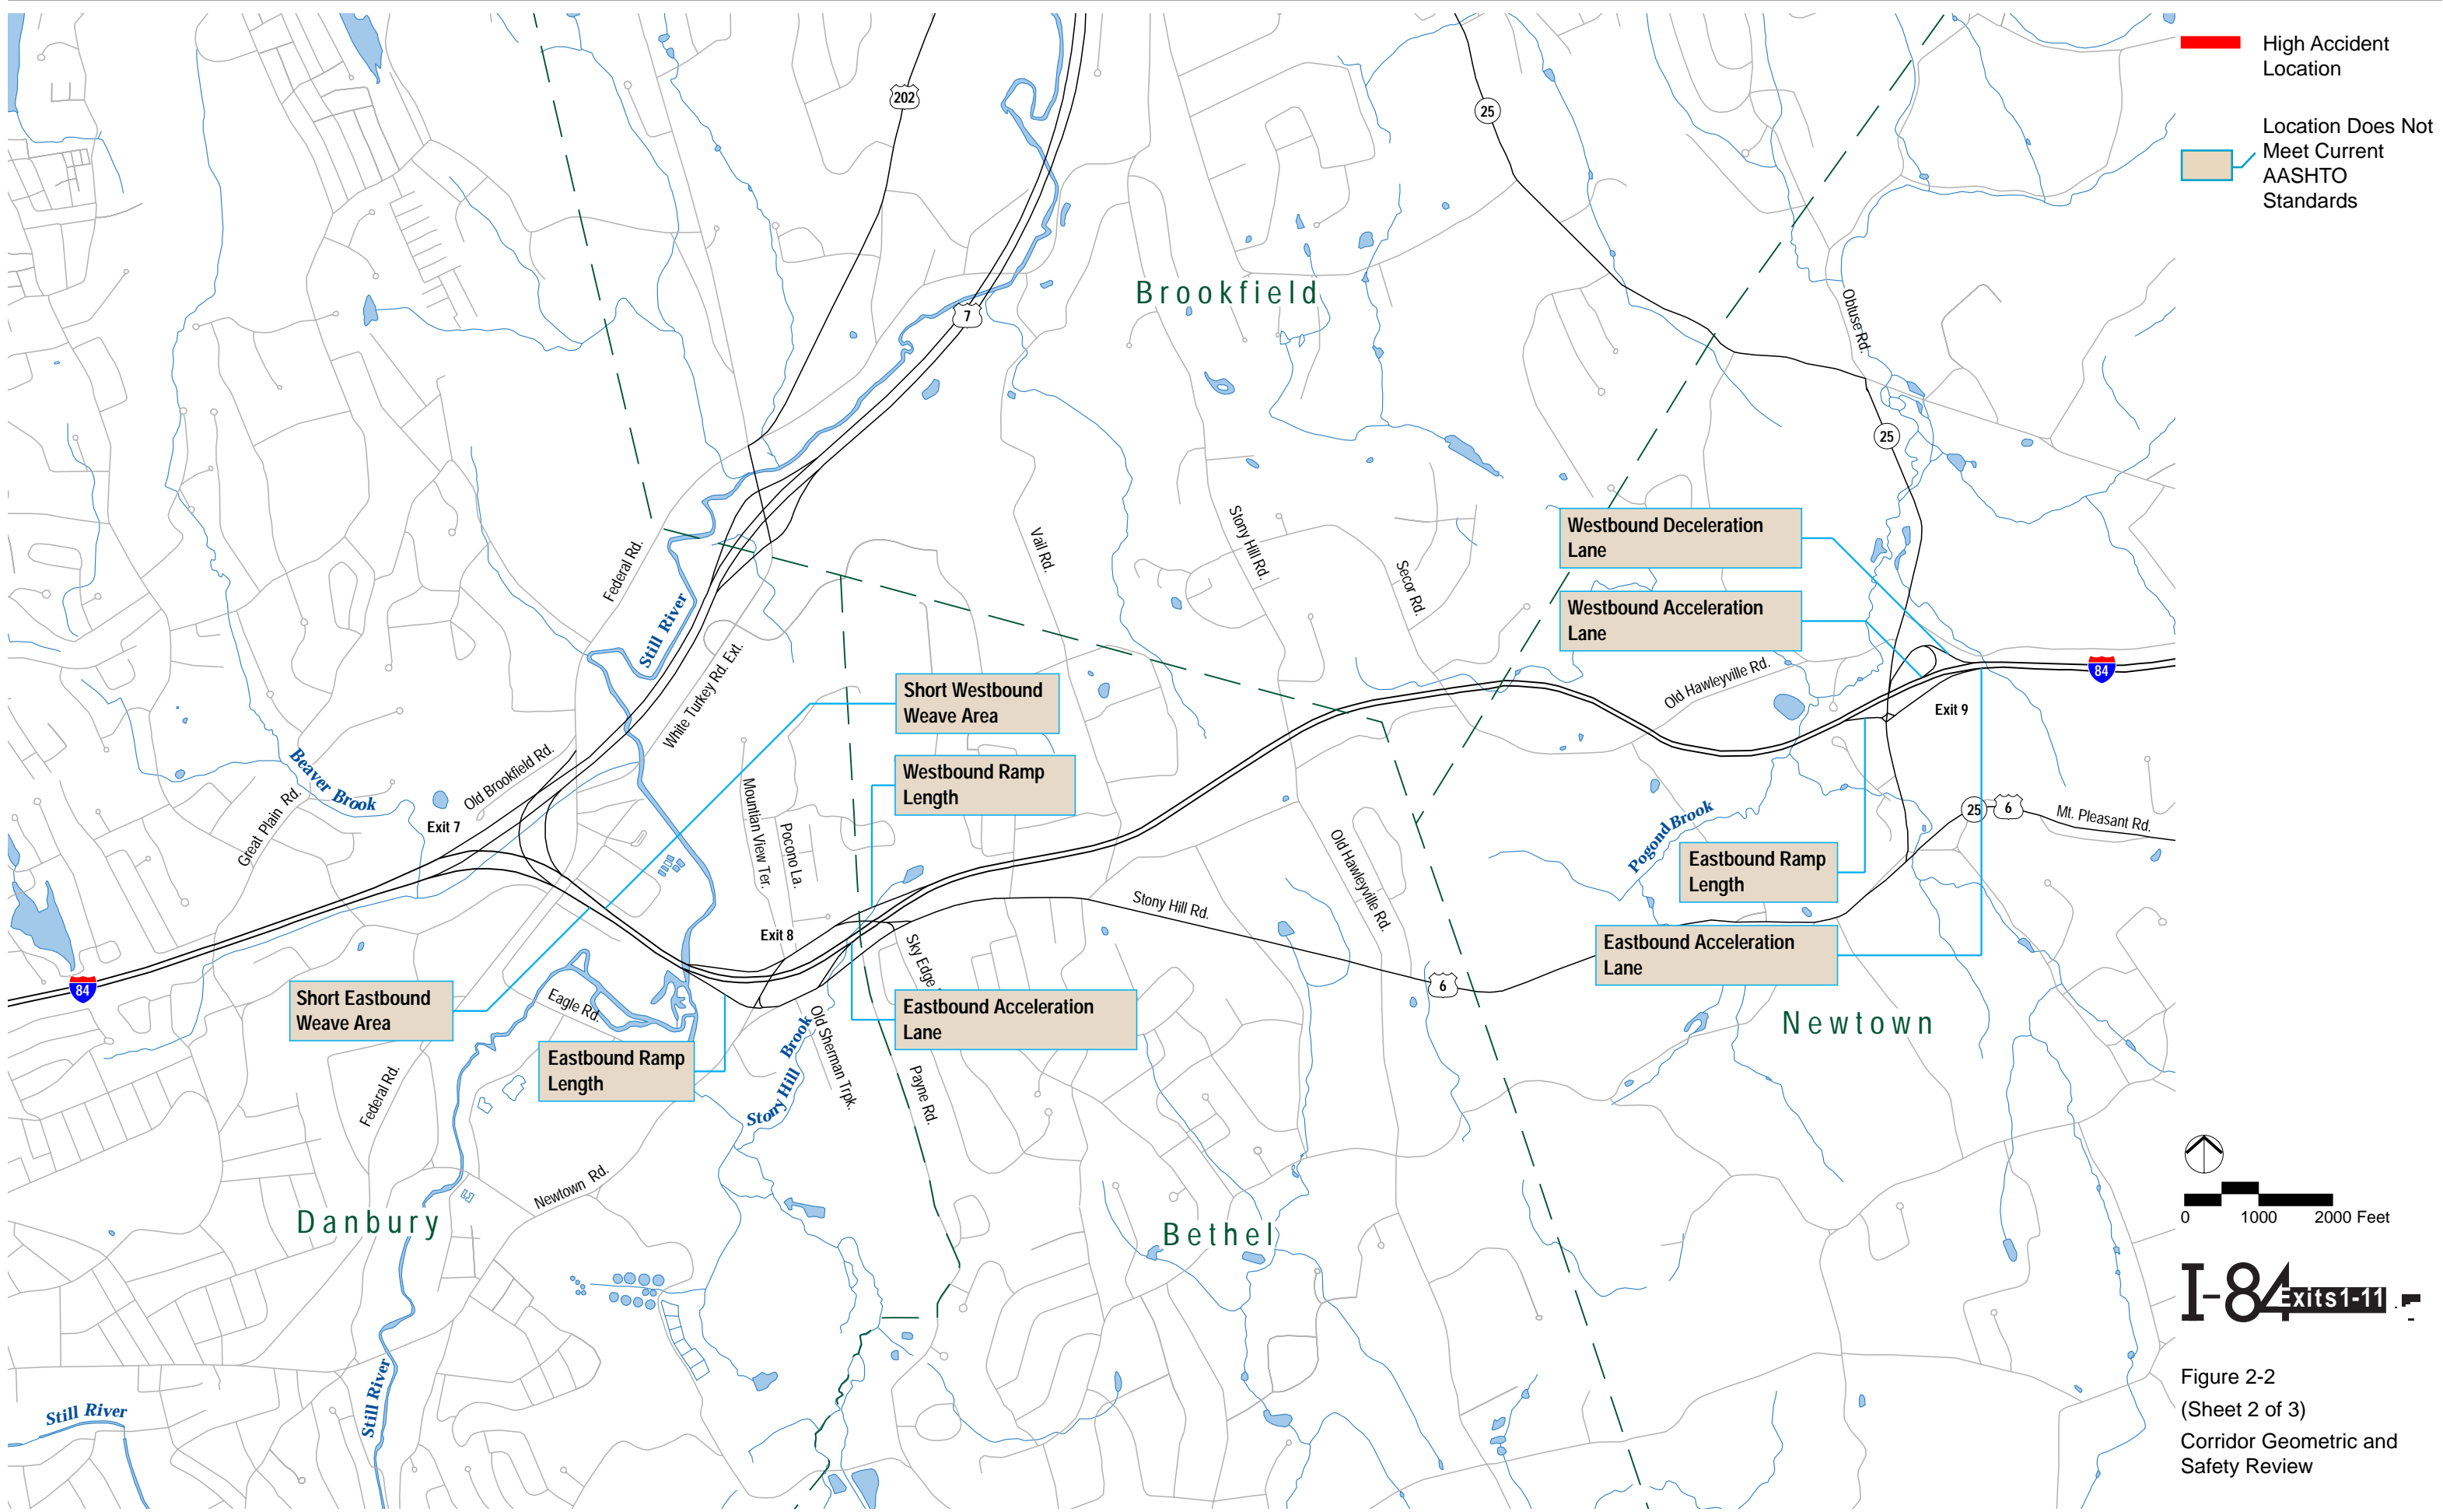 High Accident
Location
Location Does Not
Meet Current
AASHTO
Standards
202
25
7
Brookfield
Obtuse Rd.
25
Federal Rd.
Still River
White Turkey Rd. Ext.
Vail Rd.
Stony Hill Rd.
Secor Rd.
Westbound Deceleration
Lane
Westbound Acceleration
Lane
Old Hawleyville Rd.
84
Exit 9
Short Westbound
Weave Area
Westbound Ramp
Length
Beaver Brook
Old Brookfield Rd.
Great Plain Rd.
Exit 7
Mountian View Ter.
Pocono La.
Old Hawleyville Rd.
Pogond Brook
25
6
Mt. Pleasant Rd.
Eastbound Ramp
Length
Stony Hill Rd.
Exit 8
Sky Edge
Eastbound Acceleration
Lane
6
84
Short Eastbound
Weave Area
Eagle Rd.
Eastbound Acceleration
Lane
Newtown
Eastbound Ramp
Length
Stony Hill Brook
Old Sherman Trpk.
Payne Rd.
Federal Rd.
Newtown Rd.
Danbury
Bethel
Still River
Still River
0 1000 2000 Feet
I-84 Exits1-11
Figure 2-2
(Sheet 2 of 3)
Corridor Geometric and
Safety Review